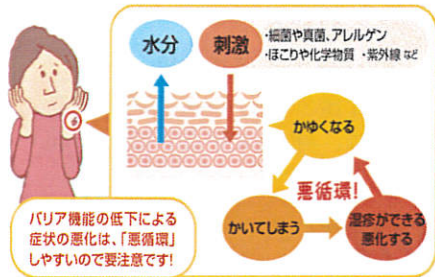 水分
刺激
・細菌や真菌、アレルゲン
・ほこりや化学物質 ・紫外線 など
かゆくなる
悪循環!
かいてしまう
湿疹ができる
悪化する
バリア機能の低下による
症状の悪化は、「悪循環」
しやすいので要注意です!